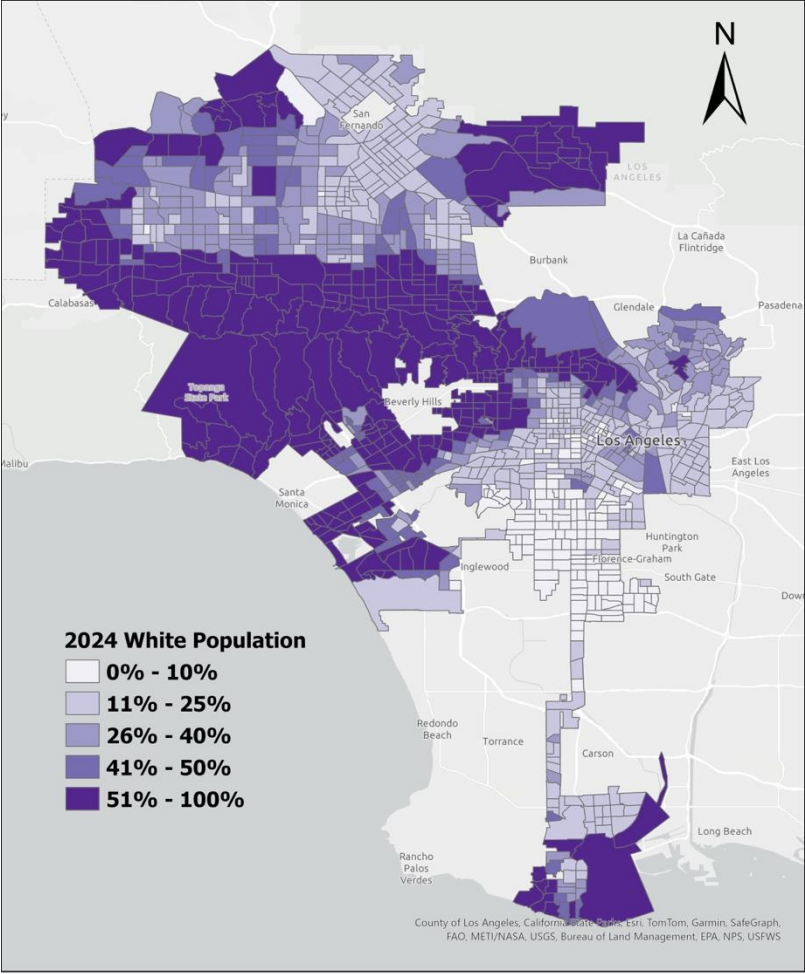 N
San
Fernando
LOS
ANGELES
La Cañada
Flintridge
Burbank
Glendale
Pasadena
Calabasas
Topanga
State Park
Beverly Hills
Los Angeles
Malibu
East Los
Angeles
Santa
Monica
Huntington
Park
Inglewood
Florence-Graham
South Gate
Dow
2024 White Population
0% - 10%
11% - 25%
26% - 40%
41% - 50%
51% - 100%
Redondo
Beach
Torrance
Carson
Long Beach
Rancho
Palos
Verdes
County of Los Angeles, California State Parks, Esri, TomTom, Garmin, SafeGraph,
FAO, METI/NASA, USGS, Bureau of Land Management, EPA, NPS, USFWS